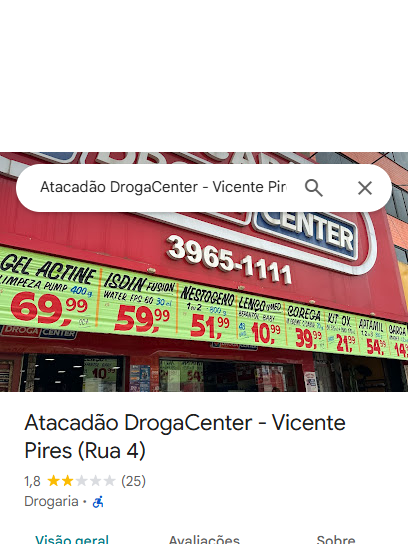 Atacadão DrogaCenter - Vicente Pir
CENTER
3965-1111
GEL ACTINE
LIMPEZA PUMP 400g
69,99
ISDIN FUSION
WATER FPS 60 30ml
59,99
NESTOGENO
1 ou 2 - 800g
51,99
LENÇO UMED
BEPANTOL BABY
10,99
COREGA
39,99
KIT OX
21,99
APTAMIL
54,99
14,
DROGA CENTER
Atacadão DrogaCenter - Vicente
Pires (Rua 4)
1,8 (25)
Drogaria ·
Visão geral Avaliações Sobre